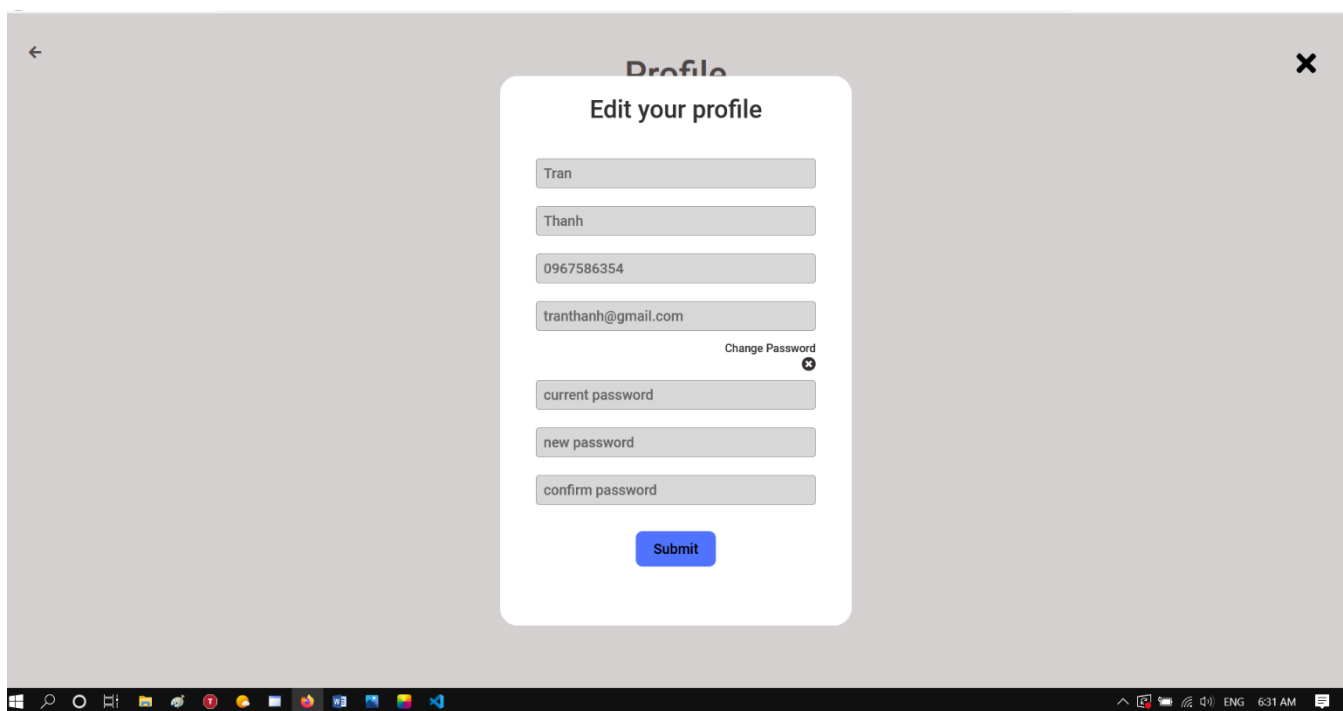 Profile
Edit your profile
Tran
Thanh
0967586354
tranthanh@gmail.com
Change Password
current password
new password
confirm password
Submit
ENG 6:31 AM